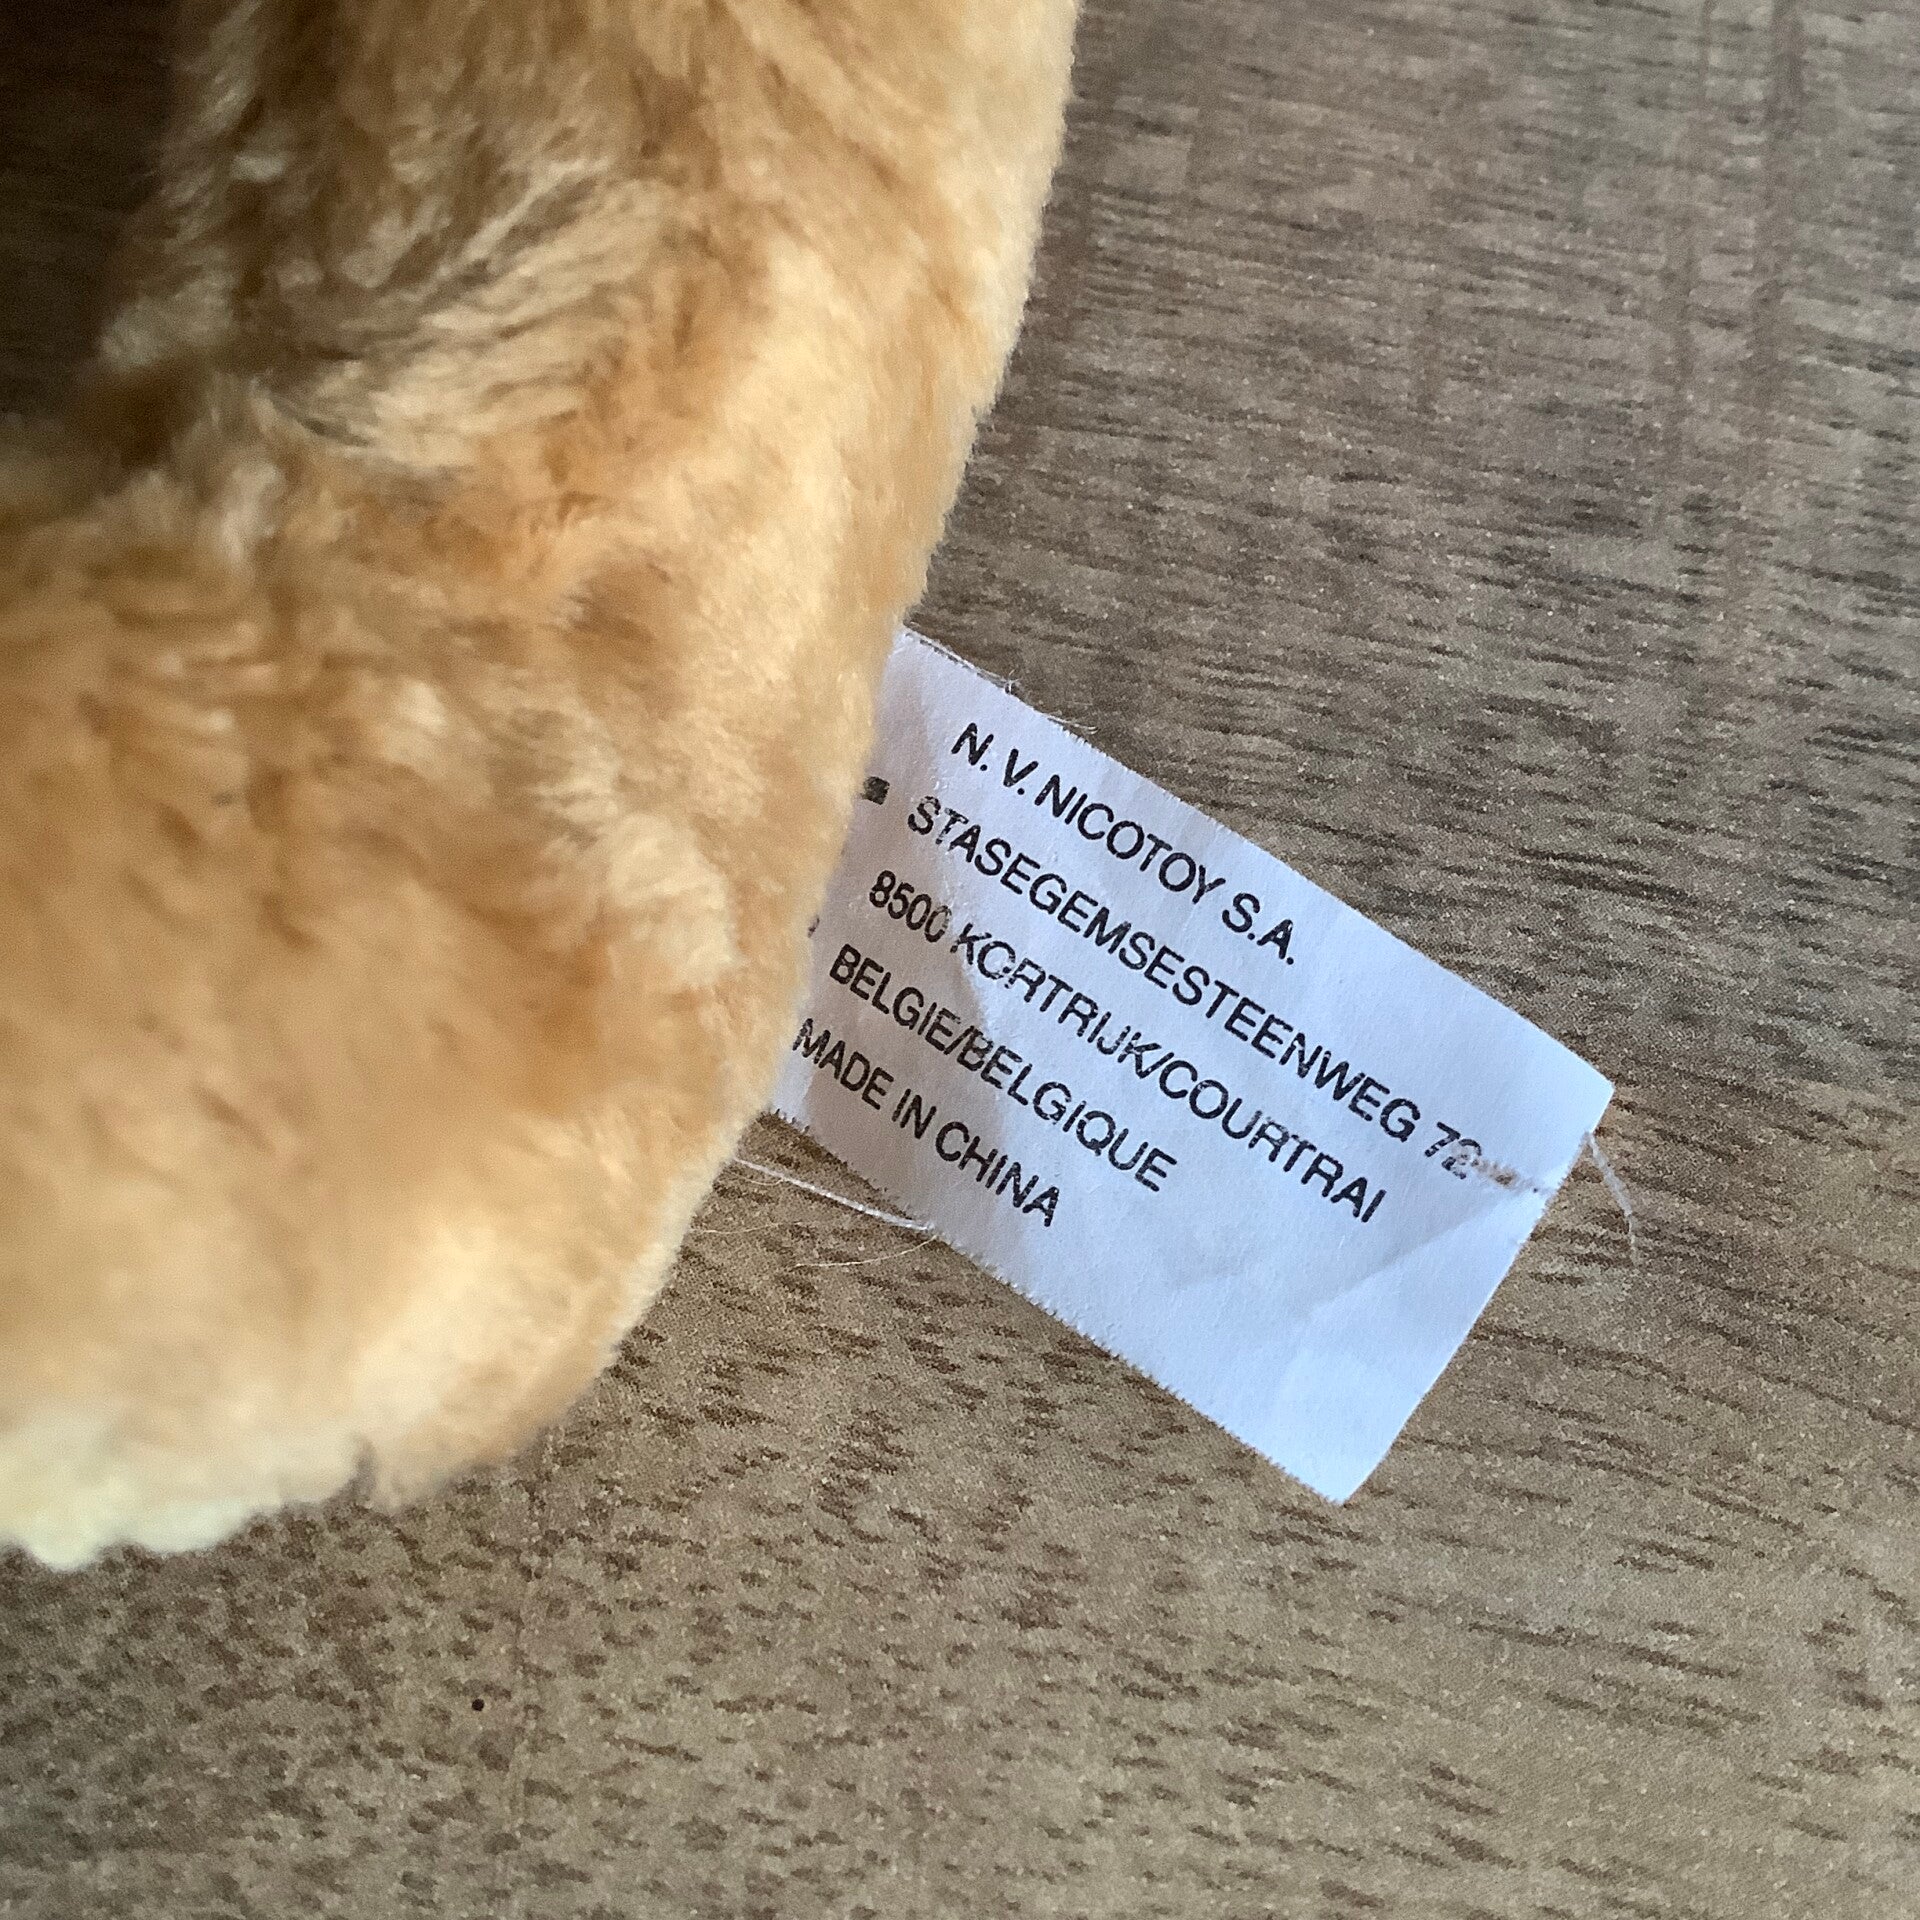 N.V. NICOTOY S.A.
STASEGEMSESTEENWEG 72
8500 KORTRIJK/COURTRAI
BELGIE/BELGIQUE
MADE IN CHINA